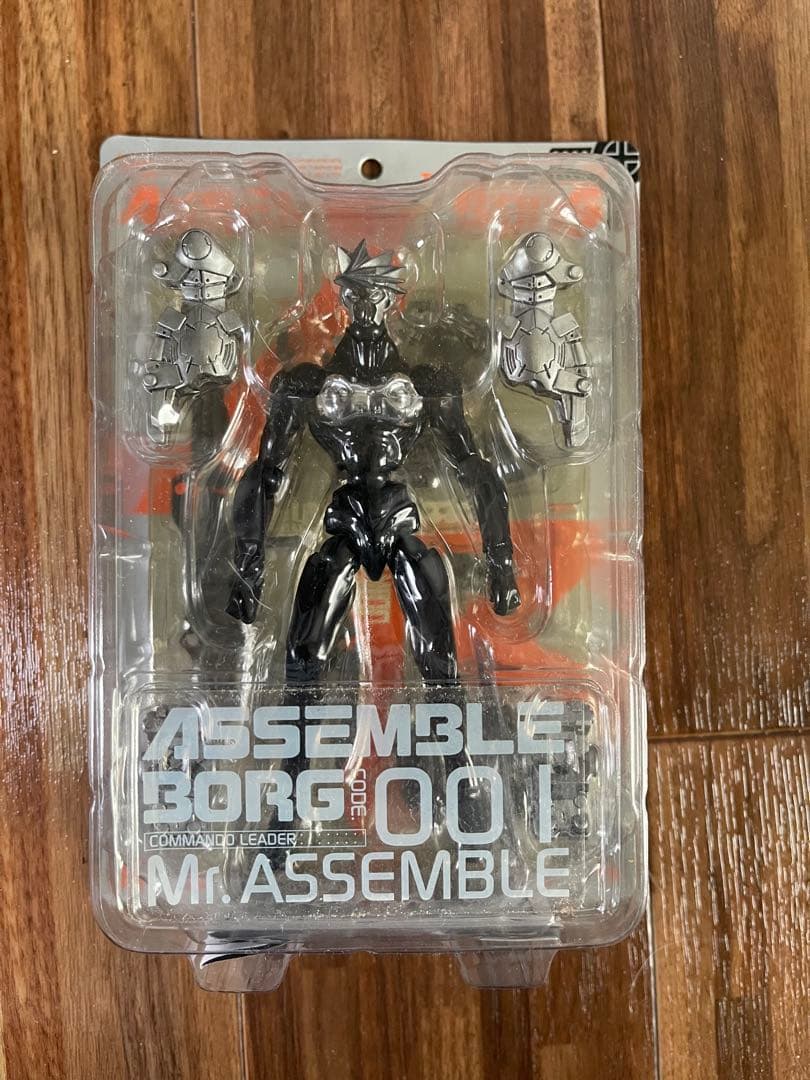 ASSEMBLE
BORG CODE. 001
COMMANDO LEADER
Mr. ASSEMBLE